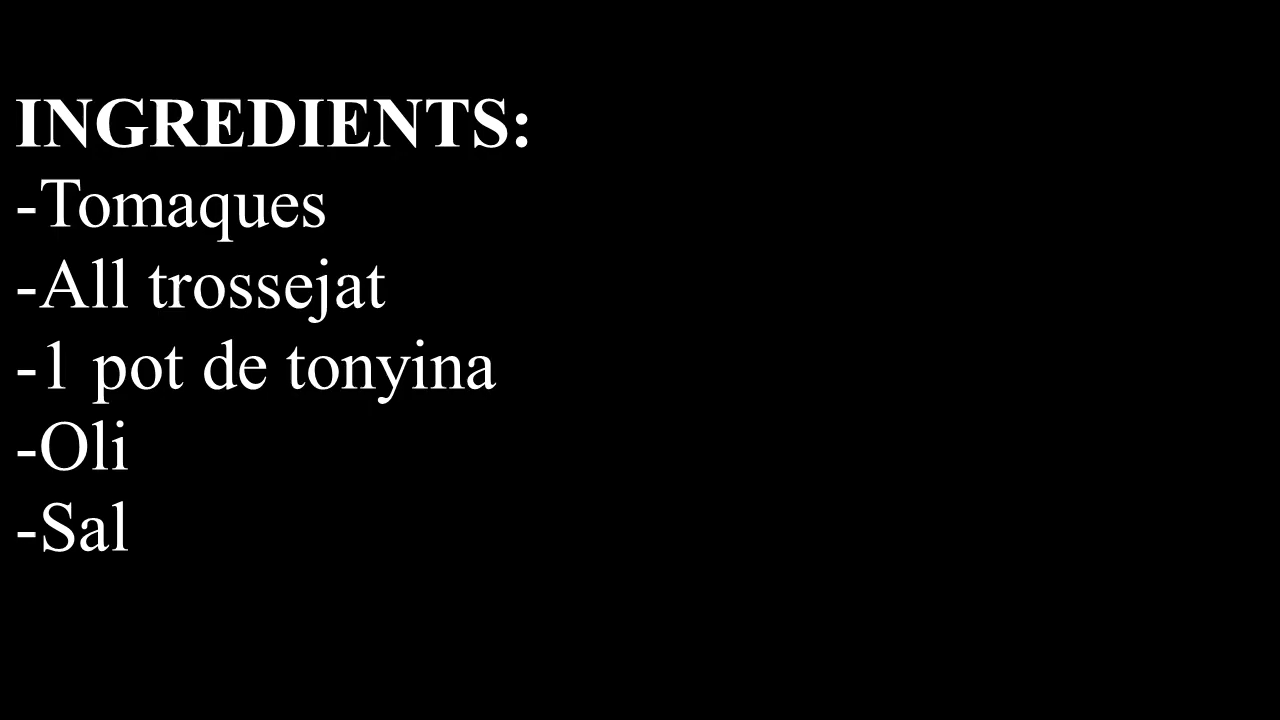 INGREDIENTS:
-Tomaques
-All trossejat
-1 pot de tonyina
-Oli
-Sal